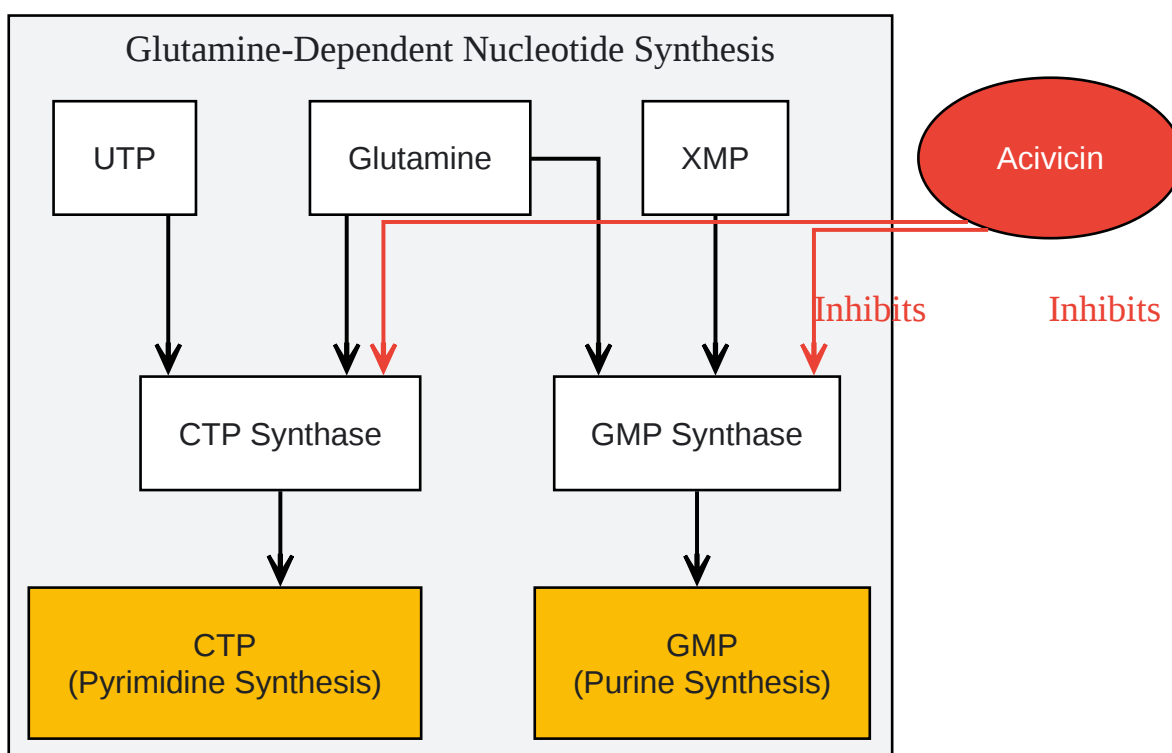 Glutamine-Dependent Nucleotide Synthesis
UTP
Glutamine
XMP
Acivicin
Inhibits
Inhibits
CTP Synthase
GMP Synthase
CTP
(Pyrimidine Synthesis)
GMP
(Purine Synthesis)